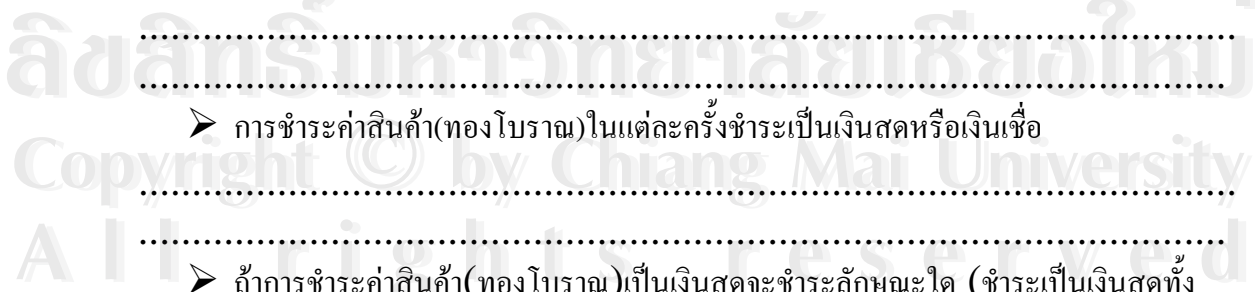 ลิขสิทธิ์มหาวิทยาลัยเชียงใหม่
................................................................................................
................................................................................................
➢ การชำระค่าสินค้า(ทองโบราณ)ในแต่ละครั้งชำระเป็นเงินสดหรือเงินเชื่อ
Copyright © by Chiang Mai University
................................................................................................
................................................................................................
All rights reserved
➢ ถ้าการชำระค่าสินค้า(ทองโบราณ)เป็นเงินสดจะชำระลักษณะใด (ชำระเป็นเงินสดทั้ง